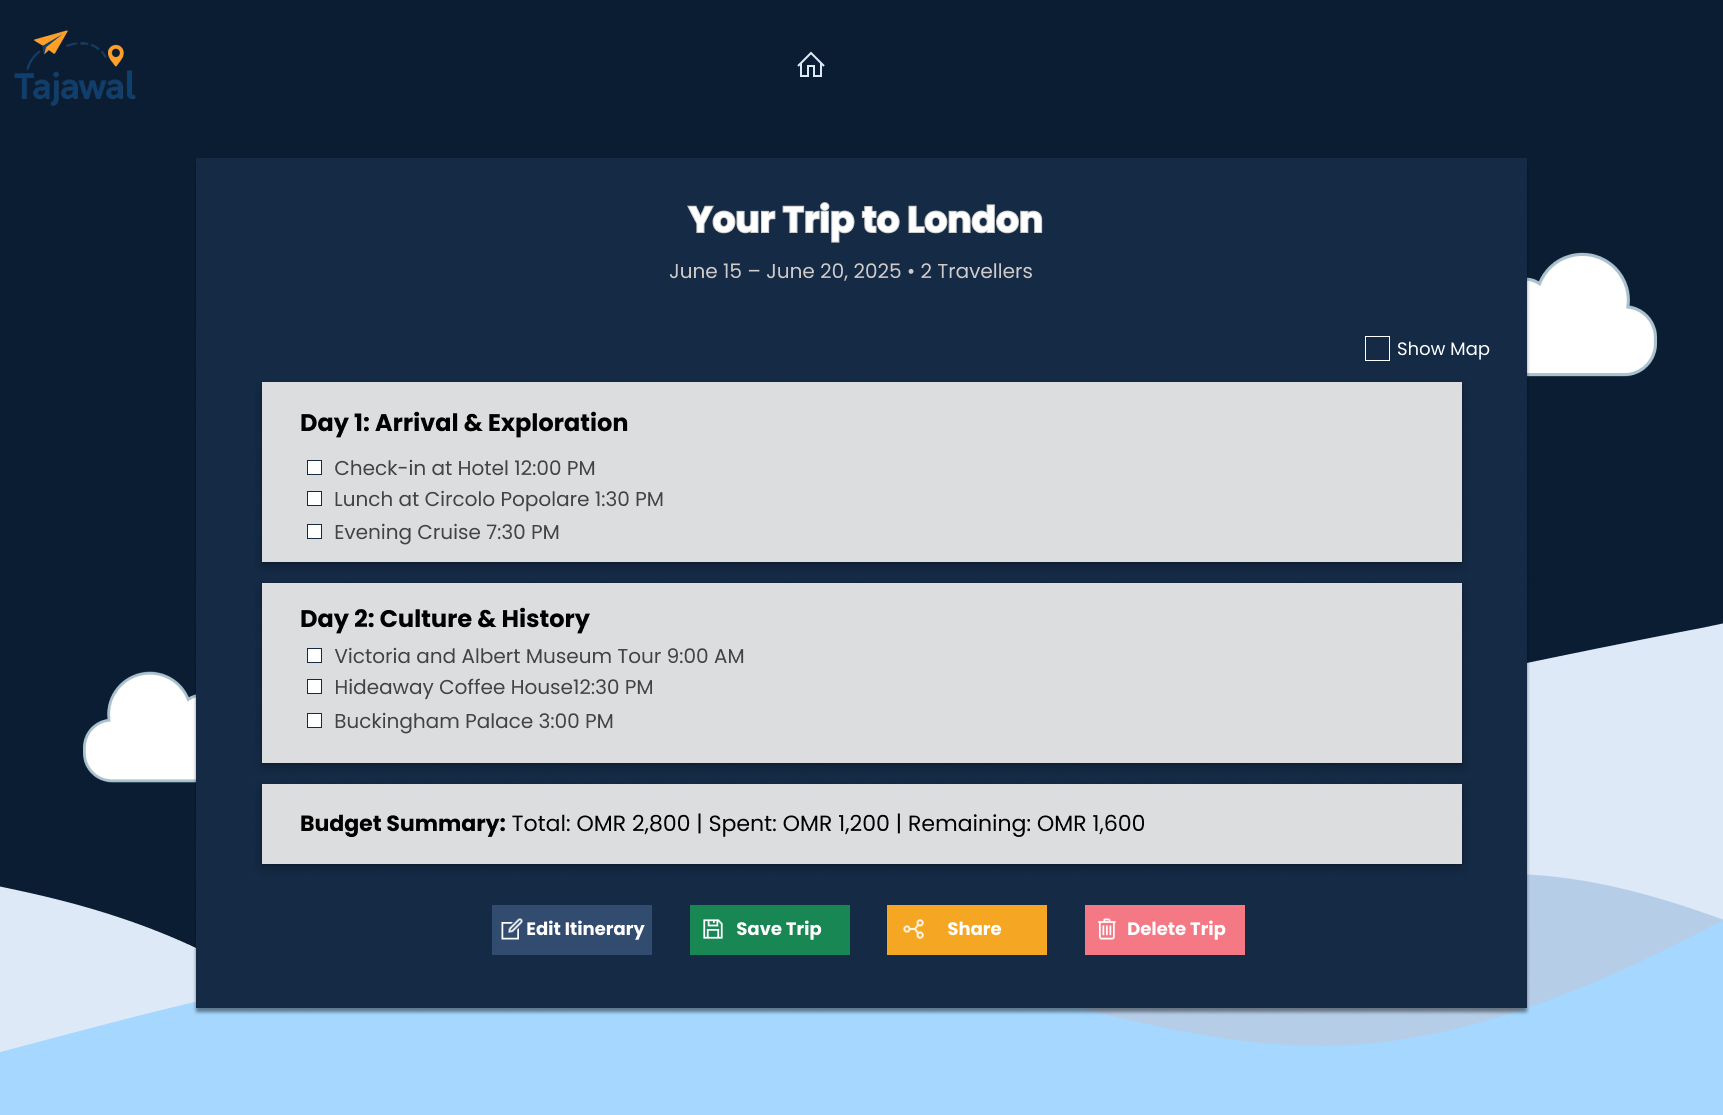 Tajawal
Your Trip to London
June 15 – June 20, 2025 • 2 Travellers
Show Map
Day 1: Arrival & Exploration
Check-in at Hotel 12:00 PM
Lunch at Circolo Popolare 1:30 PM
Evening Cruise 7:30 PM
Day 2: Culture & History
Victoria and Albert Museum Tour 9:00 AM
Hideaway Coffee House12:30 PM
Buckingham Palace 3:00 PM
Budget Summary: Total: OMR 2,800 | Spent: OMR 1,200 | Remaining: OMR 1,600
Edit Itinerary
Save Trip
Share
Delete Trip